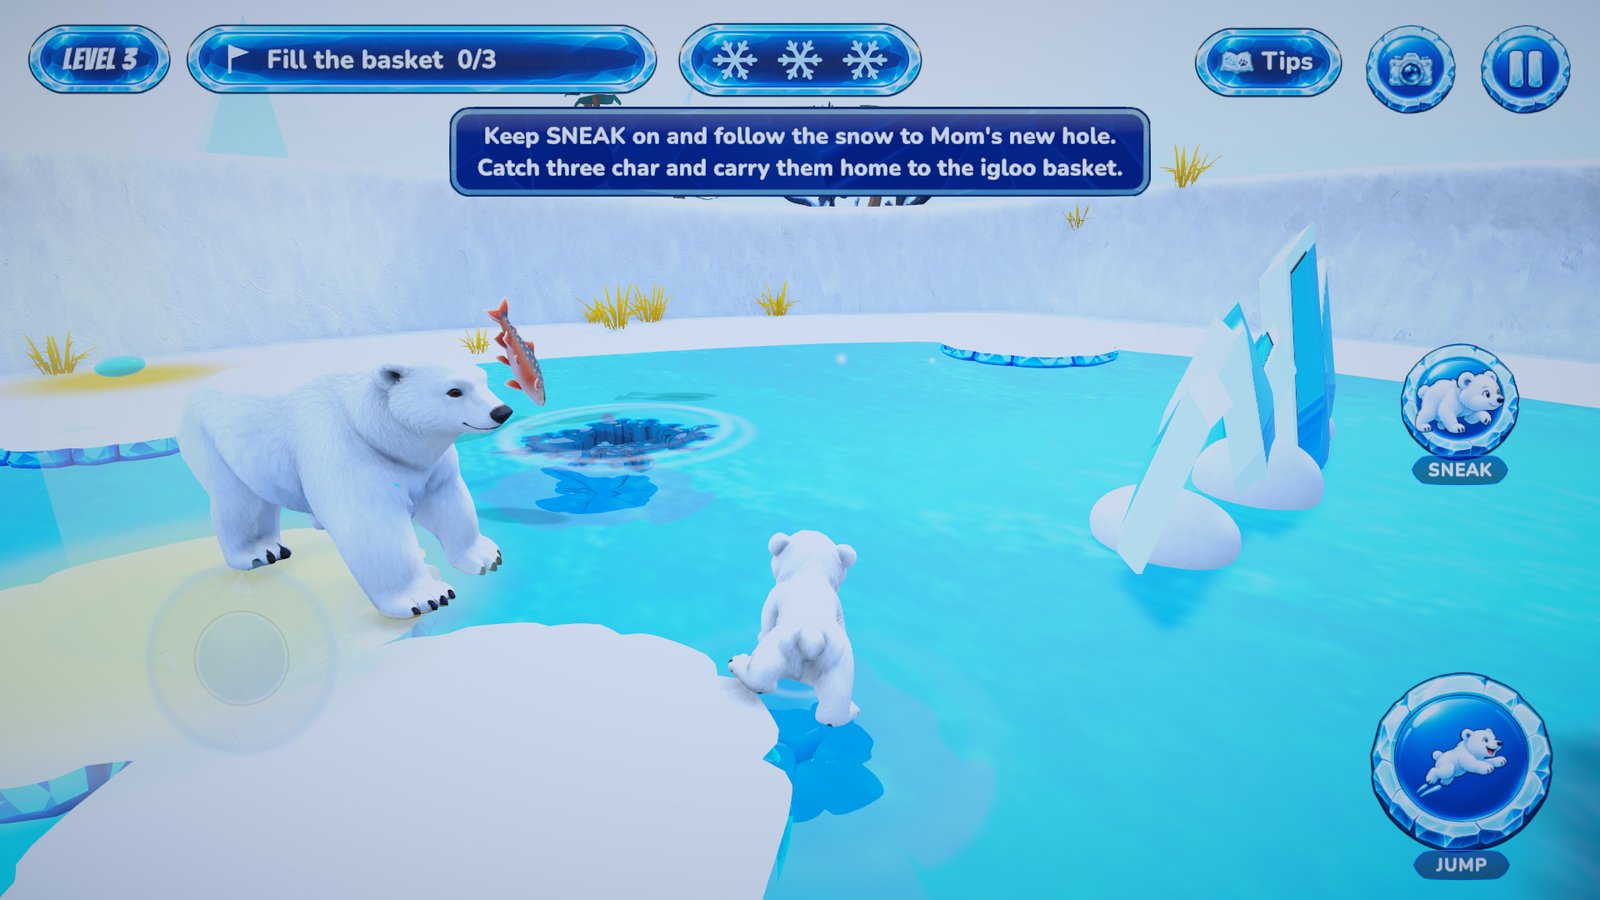 LEVEL 3
Fill the basket 0/3
Tips
Keep SNEAK on and follow the snow to Mom's new hole.
Catch three char and carry them home to the igloo basket.
SNEAK
JUMP